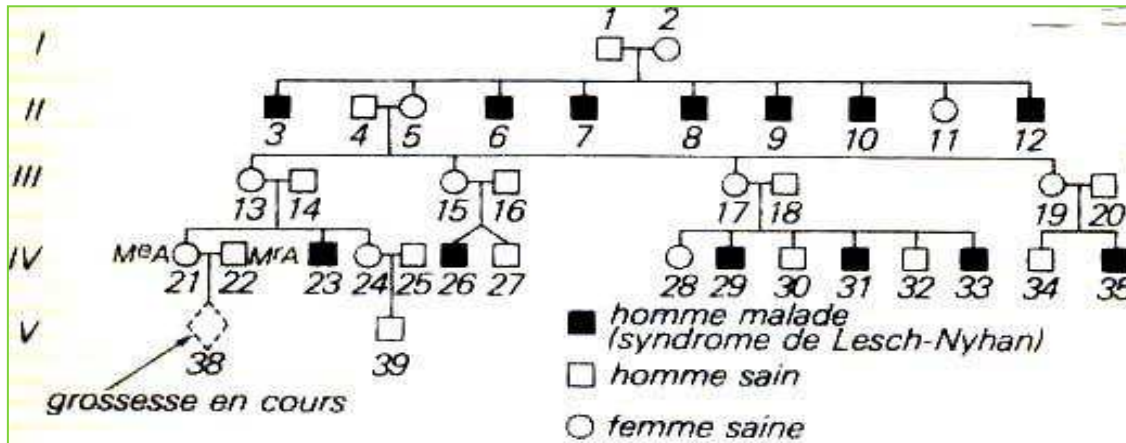 I
1 2
II
3 4 5 6 7 8 9 10 11 12
III
13 14 15 16 17 18 19 20
IV
MeA MrA
21 22 23 24 25 26 27 28 29 30 31 32 33 34 35
V
38 39
grossesse en cours
homme malade
(syndrome de Lesch-Nyhan)
homme sain
femme saine